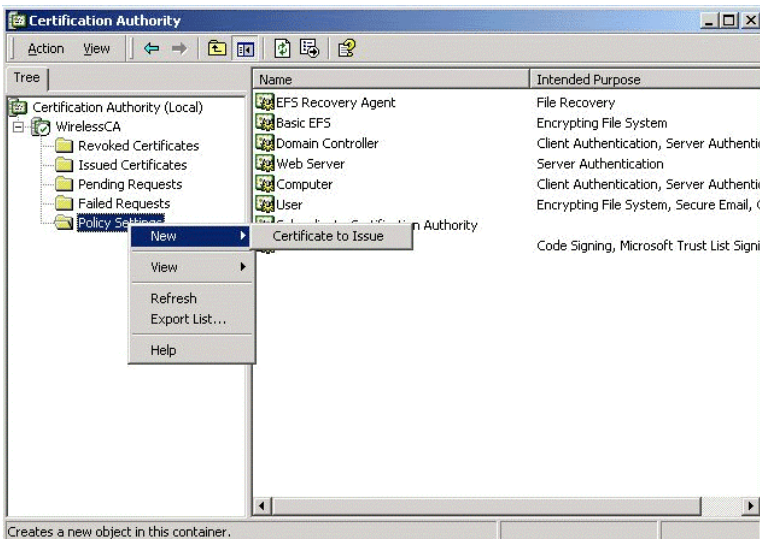 Certification Authority
Action View
Tree
Name Intended Purpose
Certification Authority (Local)
WirelessCA
Revoked Certificates
Issued Certificates
Pending Requests
Failed Requests
Policy Settings
EFS Recovery Agent File Recovery
Basic EFS Encrypting File System
Domain Controller Client Authentication, Server Authenti
Web Server Server Authentication
Computer Client Authentication, Server Authenti
User Encrypting File System, Secure Email, C
Authority
Code Signing, Microsoft Trust List Signi
New
Certificate to Issue
View
Refresh
Export List...
Help
Creates a new object in this container.